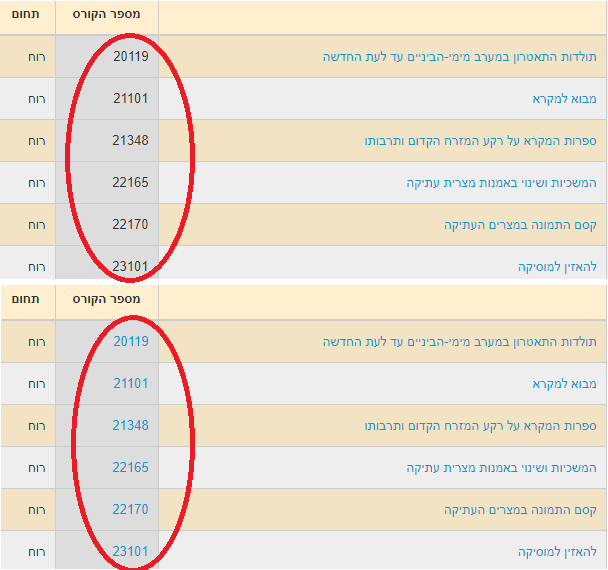 מספר הקורס תחום
תולדות התאטרון במערב מימי-הביניים עד לעת החדשה 20119 רוח
מבוא למקרא 21101 רוח
ספרות המקרא על רקע המזרח הקדום ותרבותו 21348 רוח
המשכיות ושינוי באמנות מצרית עתיקה 22165 רוח
קסם התמונה במצרים העתיקה 22170 רוח
להאזין למוסיקה 23101 רוח
מספר הקורס תחום
תולדות התאטרון במערב מימי-הביניים עד לעת החדשה 20119 רוח
מבוא למקרא 21101 רוח
ספרות המקרא על רקע המזרח הקדום ותרבותו 21348 רוח
המשכיות ושינוי באמנות מצרית עתיקה 22165 רוח
קסם התמונה במצרים העתיקה 22170 רוח
להאזין למוסיקה 23101 רוח